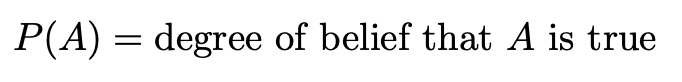 P(A) = degree of belief that A is true